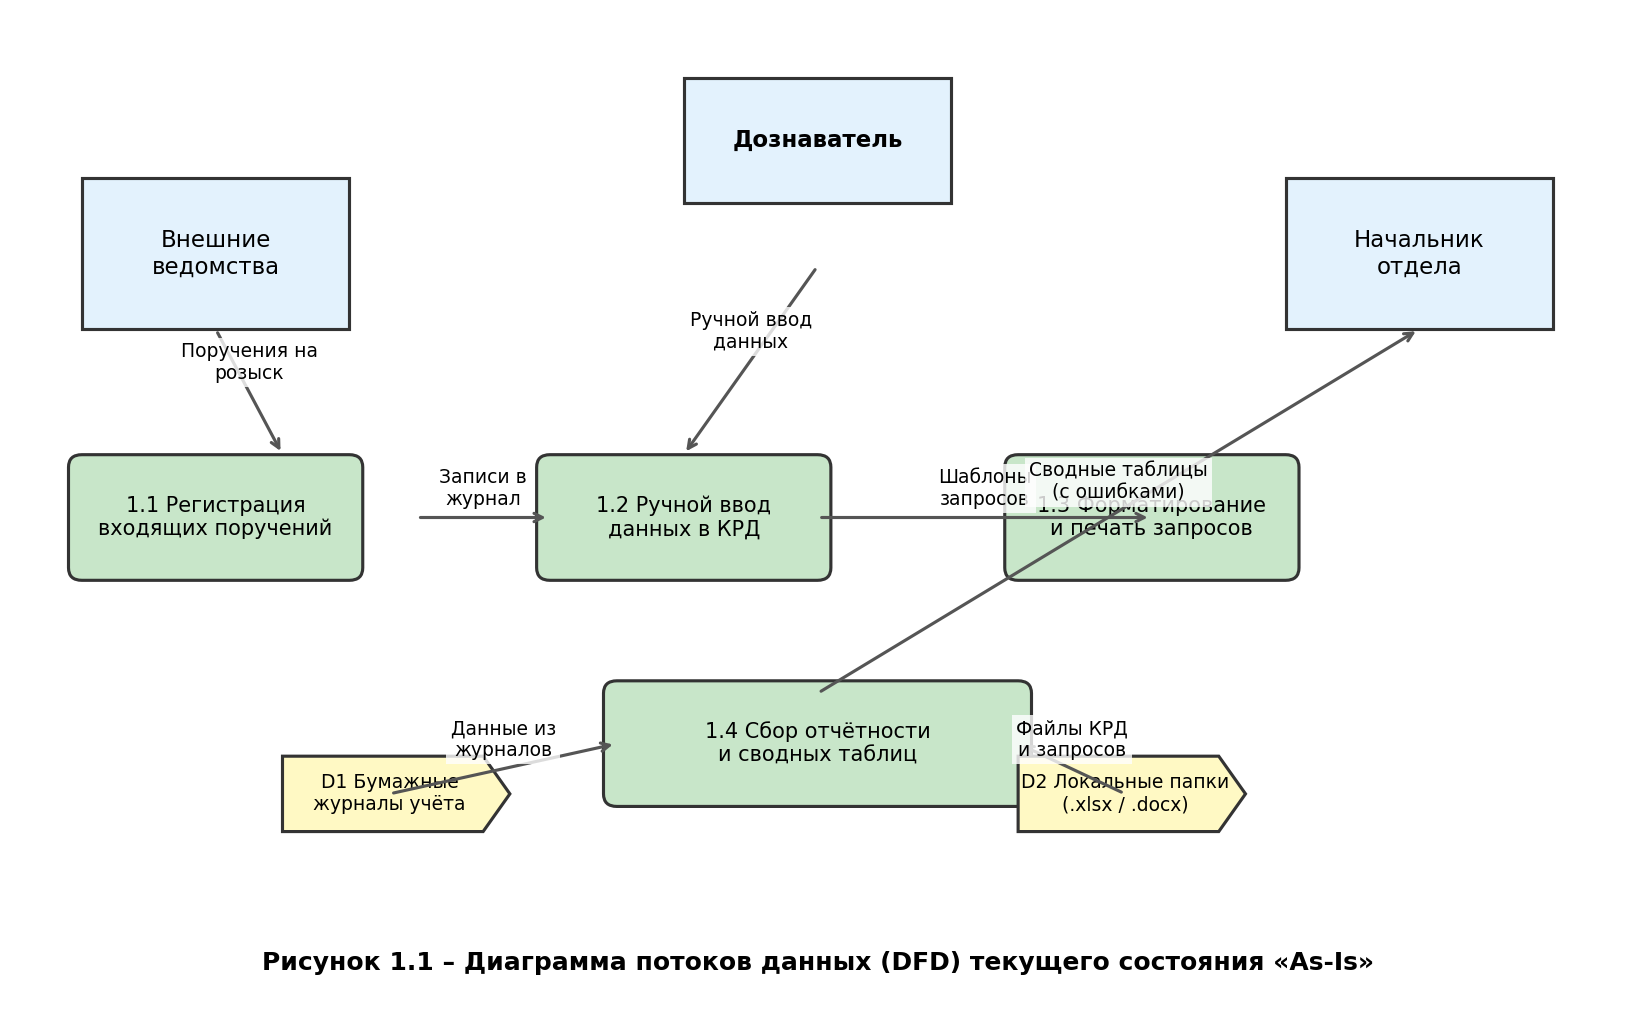 Дознаватель
Внешние
ведомства
Начальник
отдела
Ручной ввод
данных
Поручения на
розыск
Записи в
журнал
Шаблоны
запросов
Сводные таблицы
(с ошибками)
1.1 Регистрация
входящих поручений
1.2 Ручной ввод
данных в КРД
1.3 Форматирование
и печать запросов
Данные из
журналов
1.4 Сбор отчётности
и сводных таблиц
Файлы КРД
и запросов
D1 Бумажные
журналы учёта
D2 Локальные папки
(.xlsx / .docx)
Рисунок 1.1 – Диаграмма потоков данных (DFD) текущего состояния «As-Is»